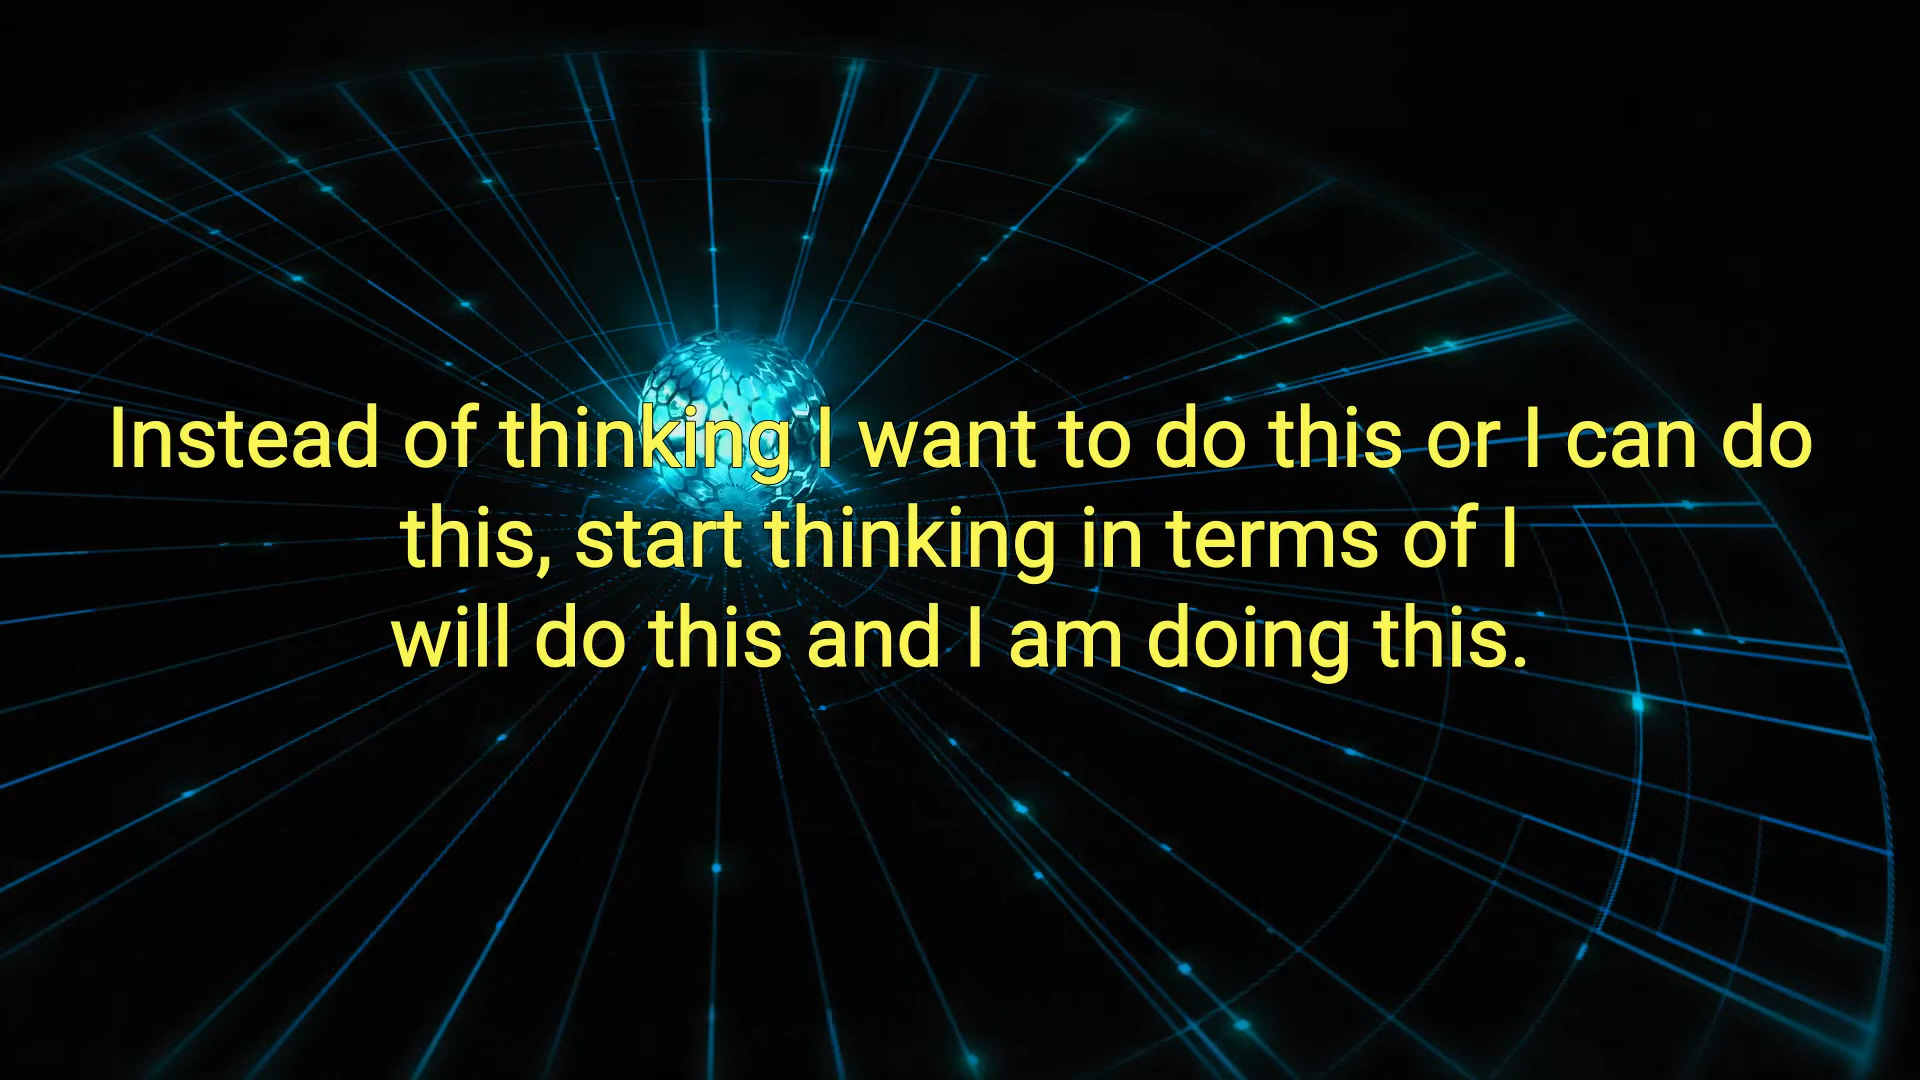 Instead of thinking I want to do this or I can do
this, start thinking in terms of I
will do this and I am doing this.